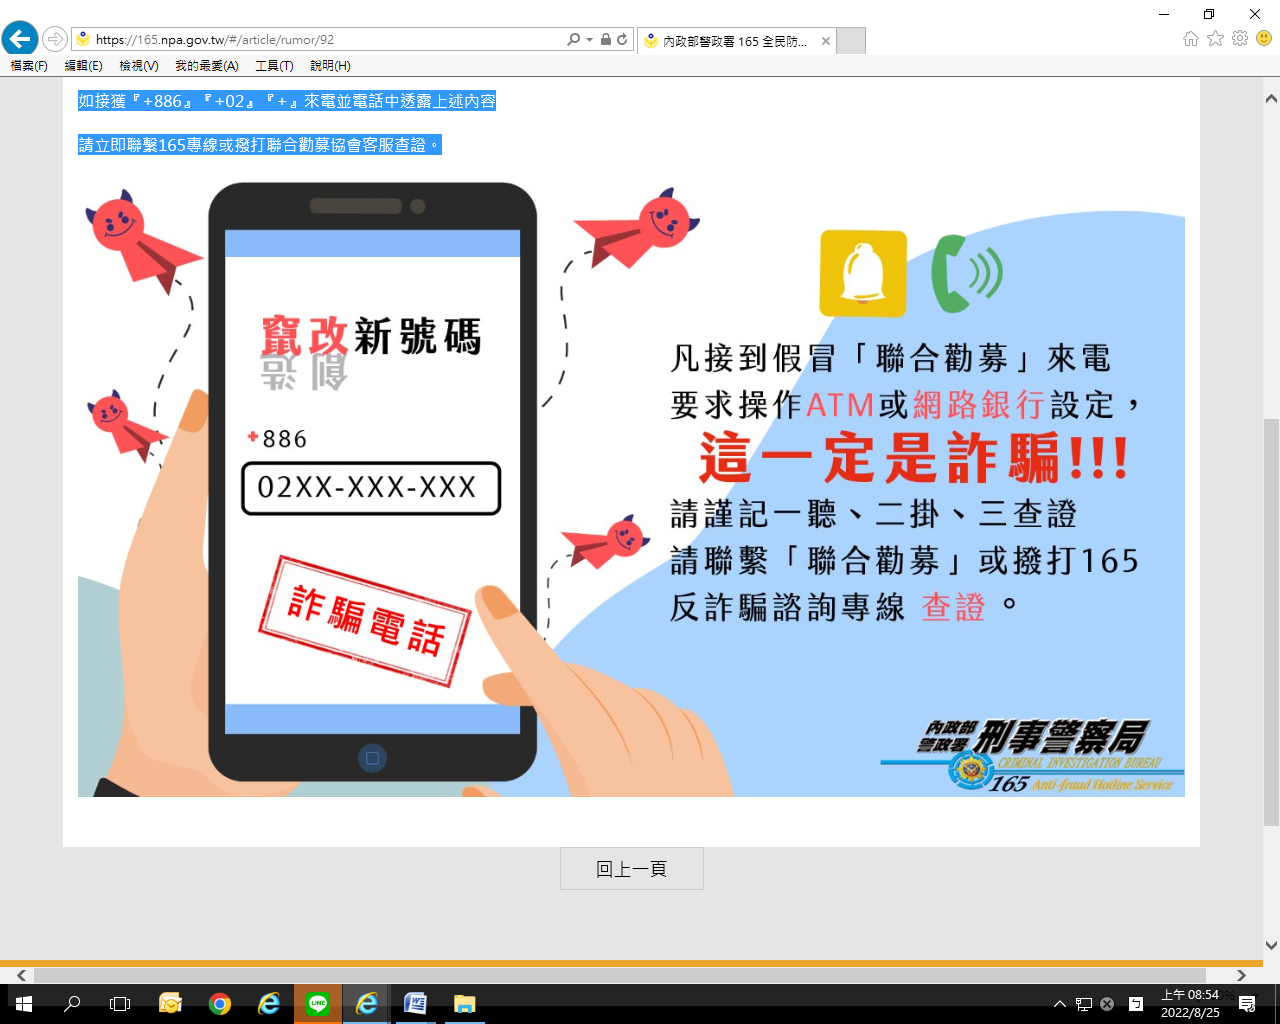 https://165.npa.gov.tw/#/article/rumor/92
內政部警政署 165 全民防...
檔案(F) 編輯(E) 檢視(V) 我的最愛(A) 工具(T) 說明(H)
如接獲『+886』『+02』『+』來電並電話中透露上述內容
請立即聯繫165專線或撥打聯合勸募協會客服查證。
竄改新號碼
創造
+886
02XX-XXX-XXX
詐騙電話
凡接到假冒「聯合勸募」來電
要求操作ATM或網路銀行設定，
這一定是詐騙!!!
請謹記一聽、二掛、三查證
請聯繫「聯合勸募」或撥打165
反詐騙諮詢專線 查證 。
內政部
警政署 刑事警察局
CRIMINAL INVESTIGATION BUREAU
165 Anti-fraud Hotline Service
回上一頁
上午 08:54
2022/8/25